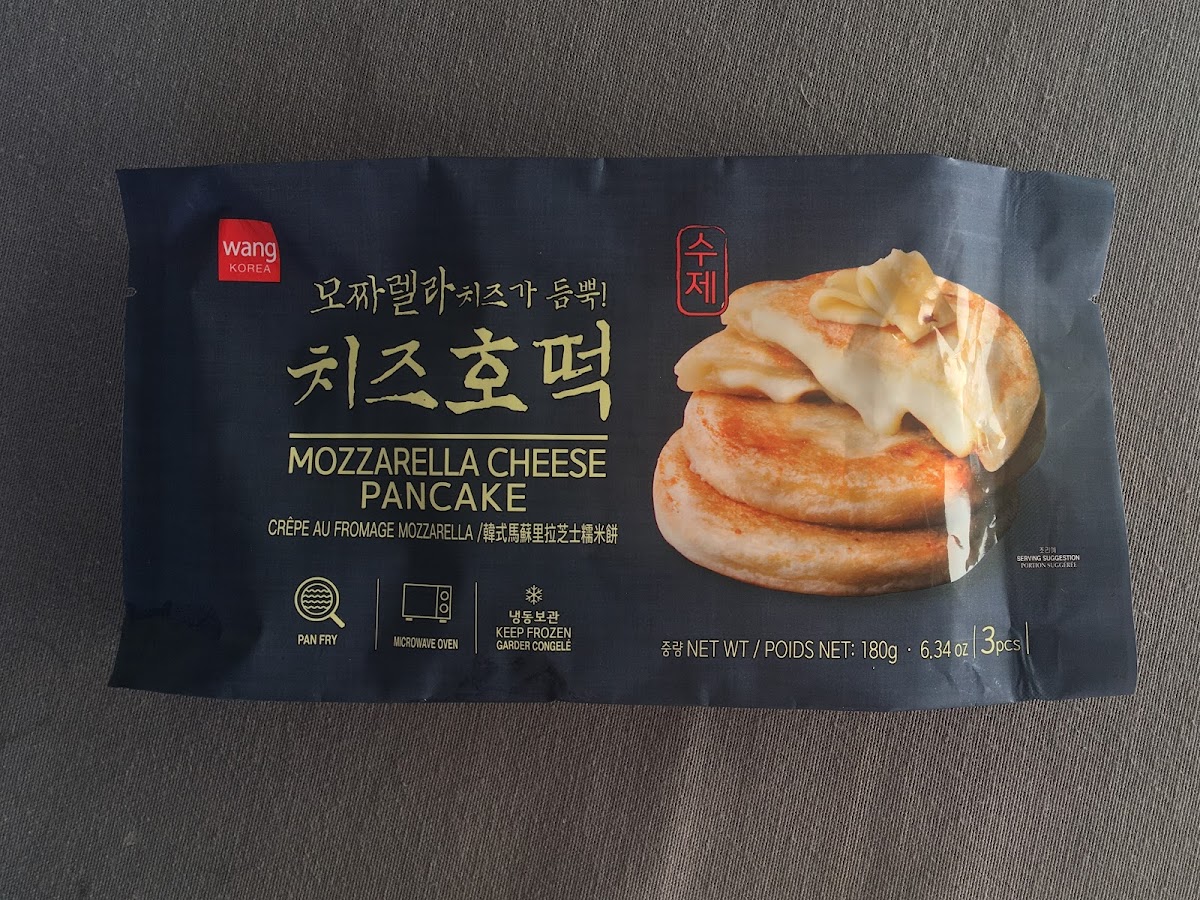 wang
KOREA
모짜렐라치즈가 듬뿍!
치즈호떡
MOZZARELLA CHEESE
PANCAKE
CRÊPE AU FROMAGE MOZZARELLA /韓式馬蘇里拉芝士糯米餅
PAN FRY
MICROWAVE OVEN
냉동보관
KEEP FROZEN
GARDER CONGELÉ
수
제
조리예
SERVING SUGGESTION
PORTION SUGGÉRÉE
중량 NET WT / POIDS NET: 180g · 6.34 oz | 3pcs |